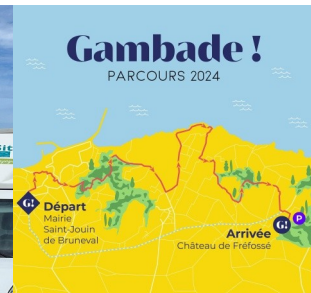 Gambade !
PARCOURS 2024
G!
Départ
Mairie
Saint-Jouin
de Bruneval
Arrivée
Château de Fréfossé
G!
P